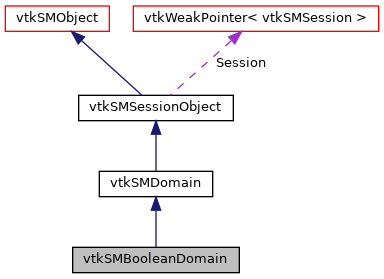 vtkSMObject
vtkWeakPointer< vtkSMSession >
Session
vtkSMSessionObject
vtkSMDomain
vtkSMBooleanDomain